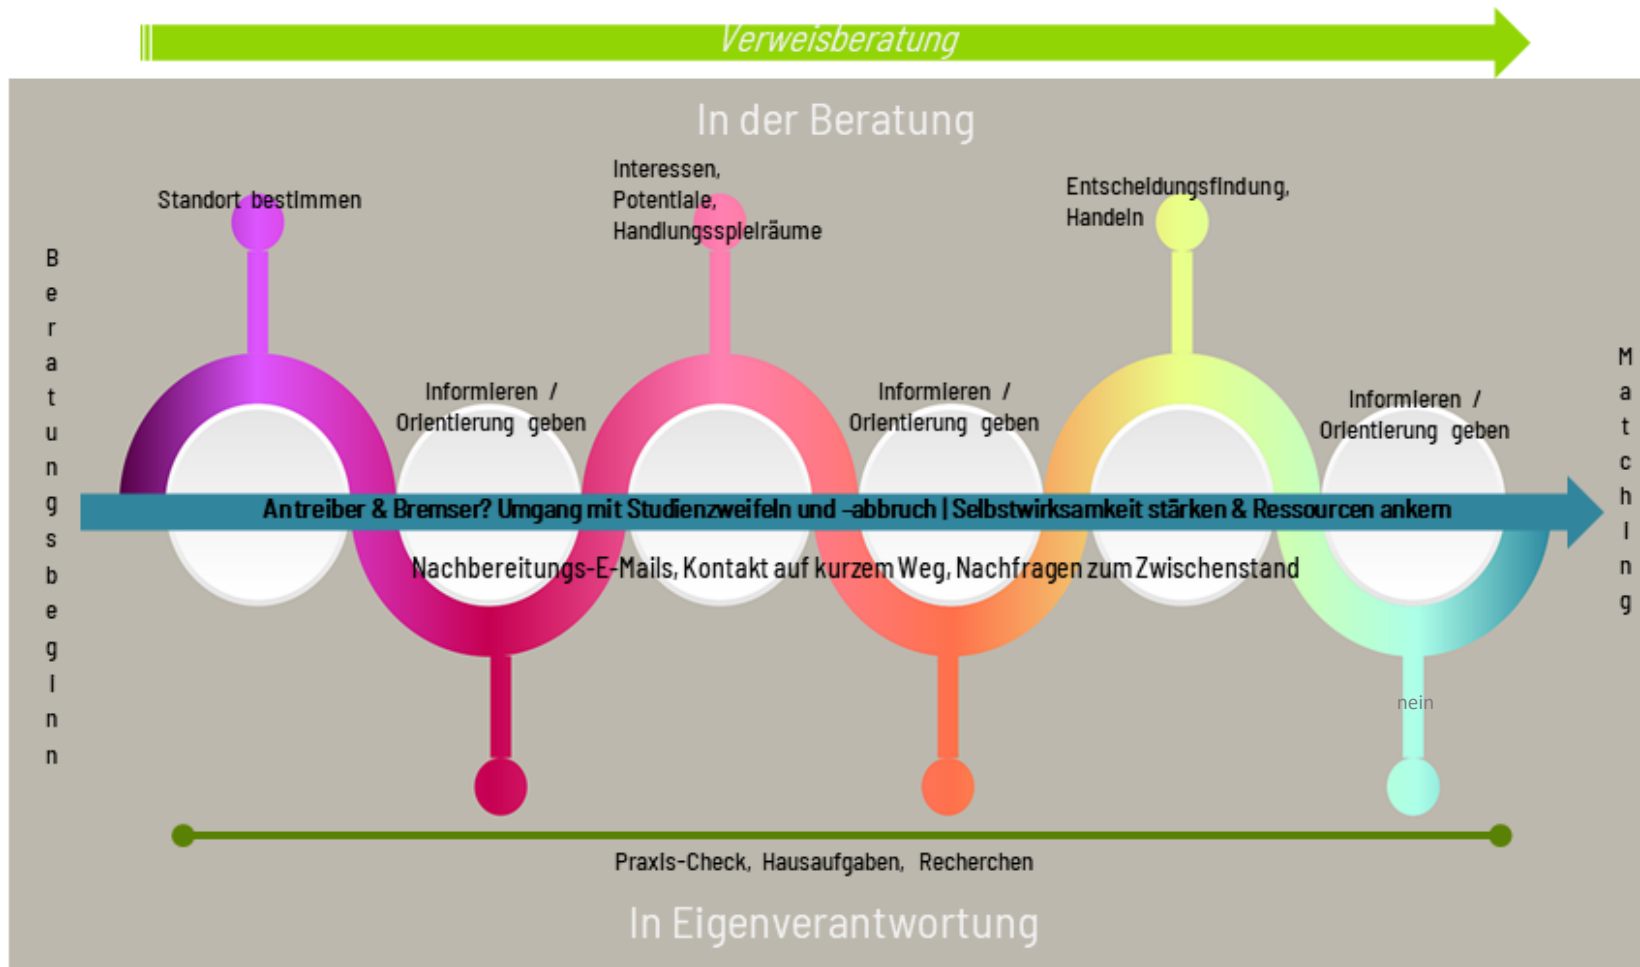 Verweisberatung
In der Beratung
Standort bestimmen
Interessen,
Potentiale,
Handlungsspielräume
Entscheidungsfindung,
Handeln
Beratungsbeginn
Informieren /
Orientierung geben
Informieren /
Orientierung geben
Informieren /
Orientierung geben
Matching
Antreiber & Bremser? Umgang mit Studienzweifeln und –abbruch | Selbstwirksamkeit stärken & Ressourcen ankern
Nachbereitungs-E-Mails, Kontakt auf kurzem Weg, Nachfragen zum Zwischenstand
nein
Praxis-Check, Hausaufgaben, Recherchen
In Eigenverantwortung